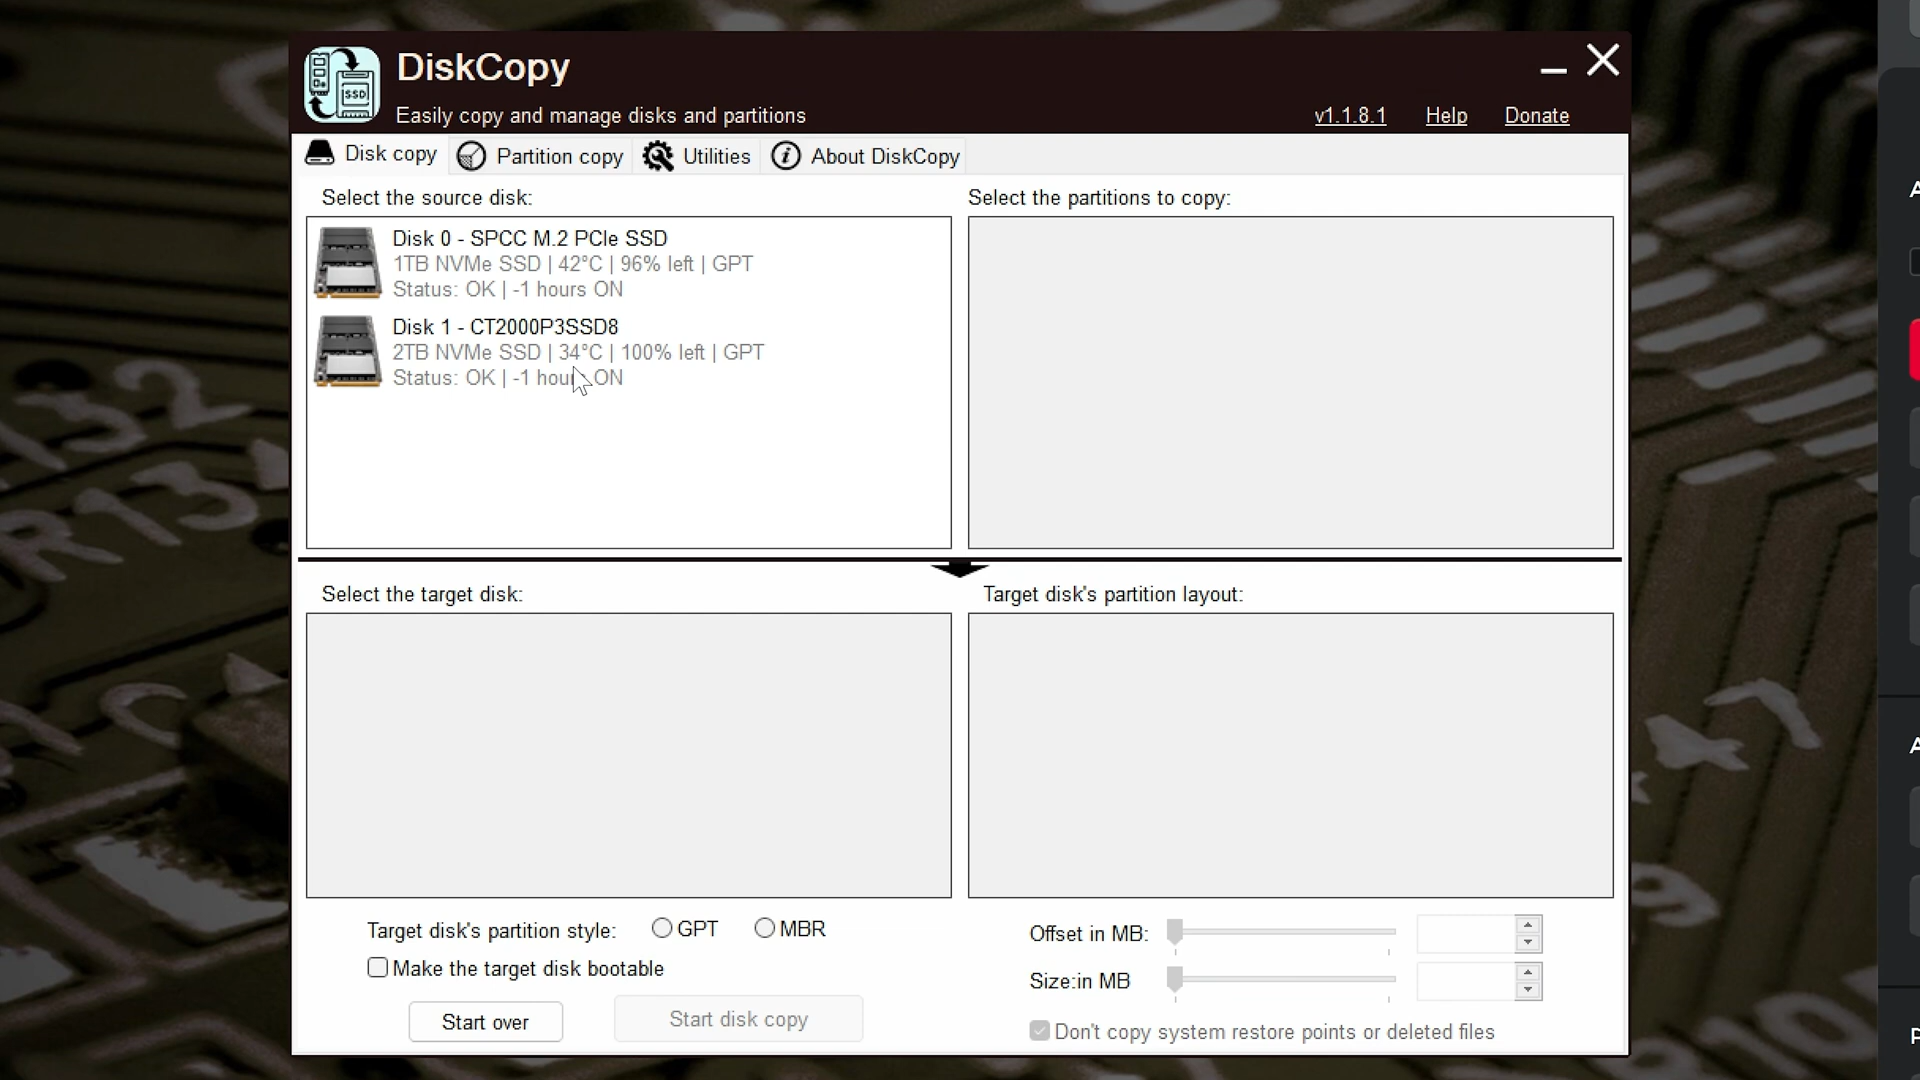 DiskCopy
Easily copy and manage disks and partitions
v1.1.8.1 Help Donate
Disk copy Partition copy Utilities About DiskCopy
Select the source disk:
Disk 0 - SPCC M.2 PCIe SSD
1TB NVMe SSD | 42°C | 96% left | GPT
Status: OK | -1 hours ON
Disk 1 - CT2000P3SSD8
2TB NVMe SSD | 34°C | 100% left | GPT
Status: OK | -1 hours ON
Select the partitions to copy:
Select the target disk:
Target disk's partition layout:
Target disk's partition style: GPT MBR
Make the target disk bootable
Start over Start disk copy
Offset in MB:
Size:in MB
Don't copy system restore points or deleted files
SSD
132
R131